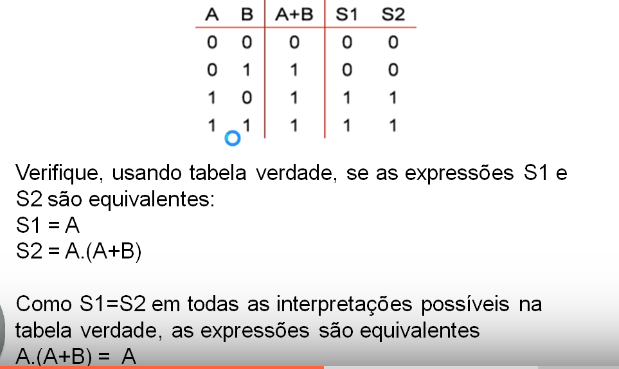 A B A+B S1 S2
0 0 0 0 0
0 1 1 0 0
1 0 1 1 1
1 1 1 1 1
Verifique, usando tabela verdade, se as expressões S1 e
S2 são equivalentes:
S1 = A
S2 = A.(A+B)
Como S1=S2 em todas as interpretações possíveis na
tabela verdade, as expressões são equivalentes
A.(A+B) = A